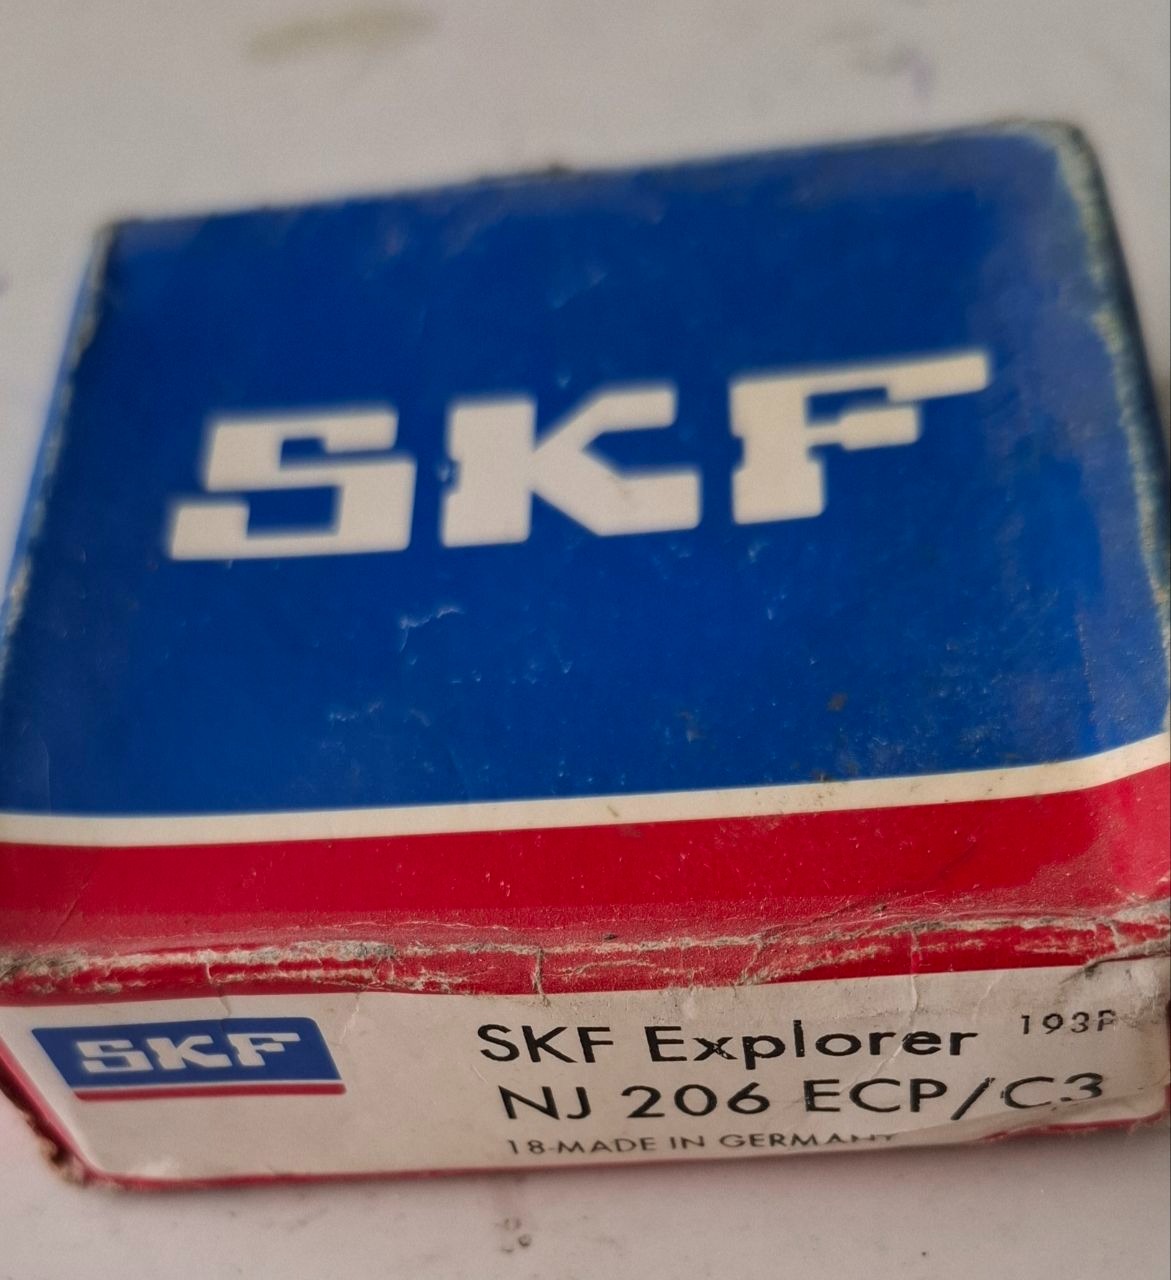 SKF
SKF
SKF Explorer 193P
NJ 206 ECP/C3
18-MADE IN GERMANY